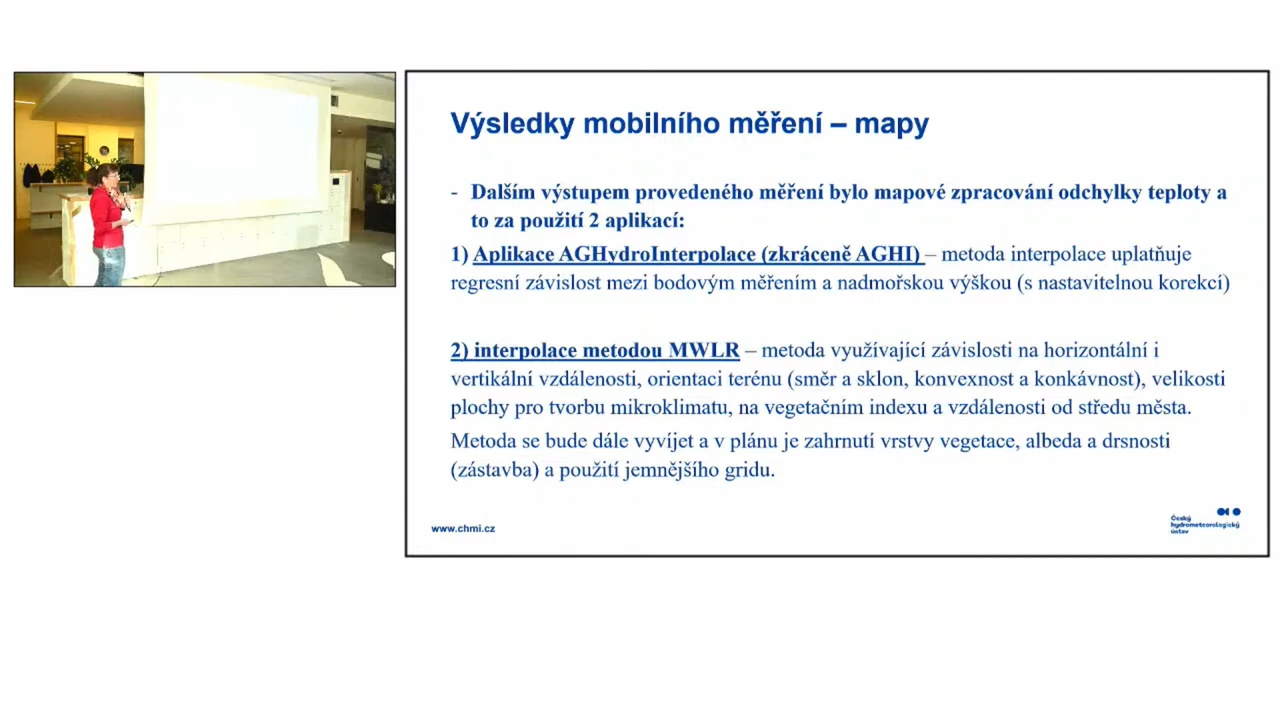 Výsledky mobilního měření – mapy
- Dalším výstupem provedeného měření bylo mapové zpracování odchylky teploty a
to za použití 2 aplikací:
1) Aplikace AGHydroInterpolace (zkráceně AGHI) – metoda interpolace uplatňuje
regresní závislost mezi bodovým měřením a nadmořskou výškou (s nastavitelnou korekcí)
2) interpolace metodou MWLR – metoda využívající závislosti na horizontální i
vertikální vzdálenosti, orientaci terénu (směr a sklon, konvexnost a konkávnost), velikosti
plochy pro tvorbu mikroklimatu, na vegetačním indexu a vzdálenosti od středu města.
Metoda se bude dále vyvíjet a v plánu je zahrnutí vrstvy vegetace, albeda a drsnosti
(zástavba) a použití jemnějšího gridu.
www.chmi.cz
Český
hydrometeorologický
ústav